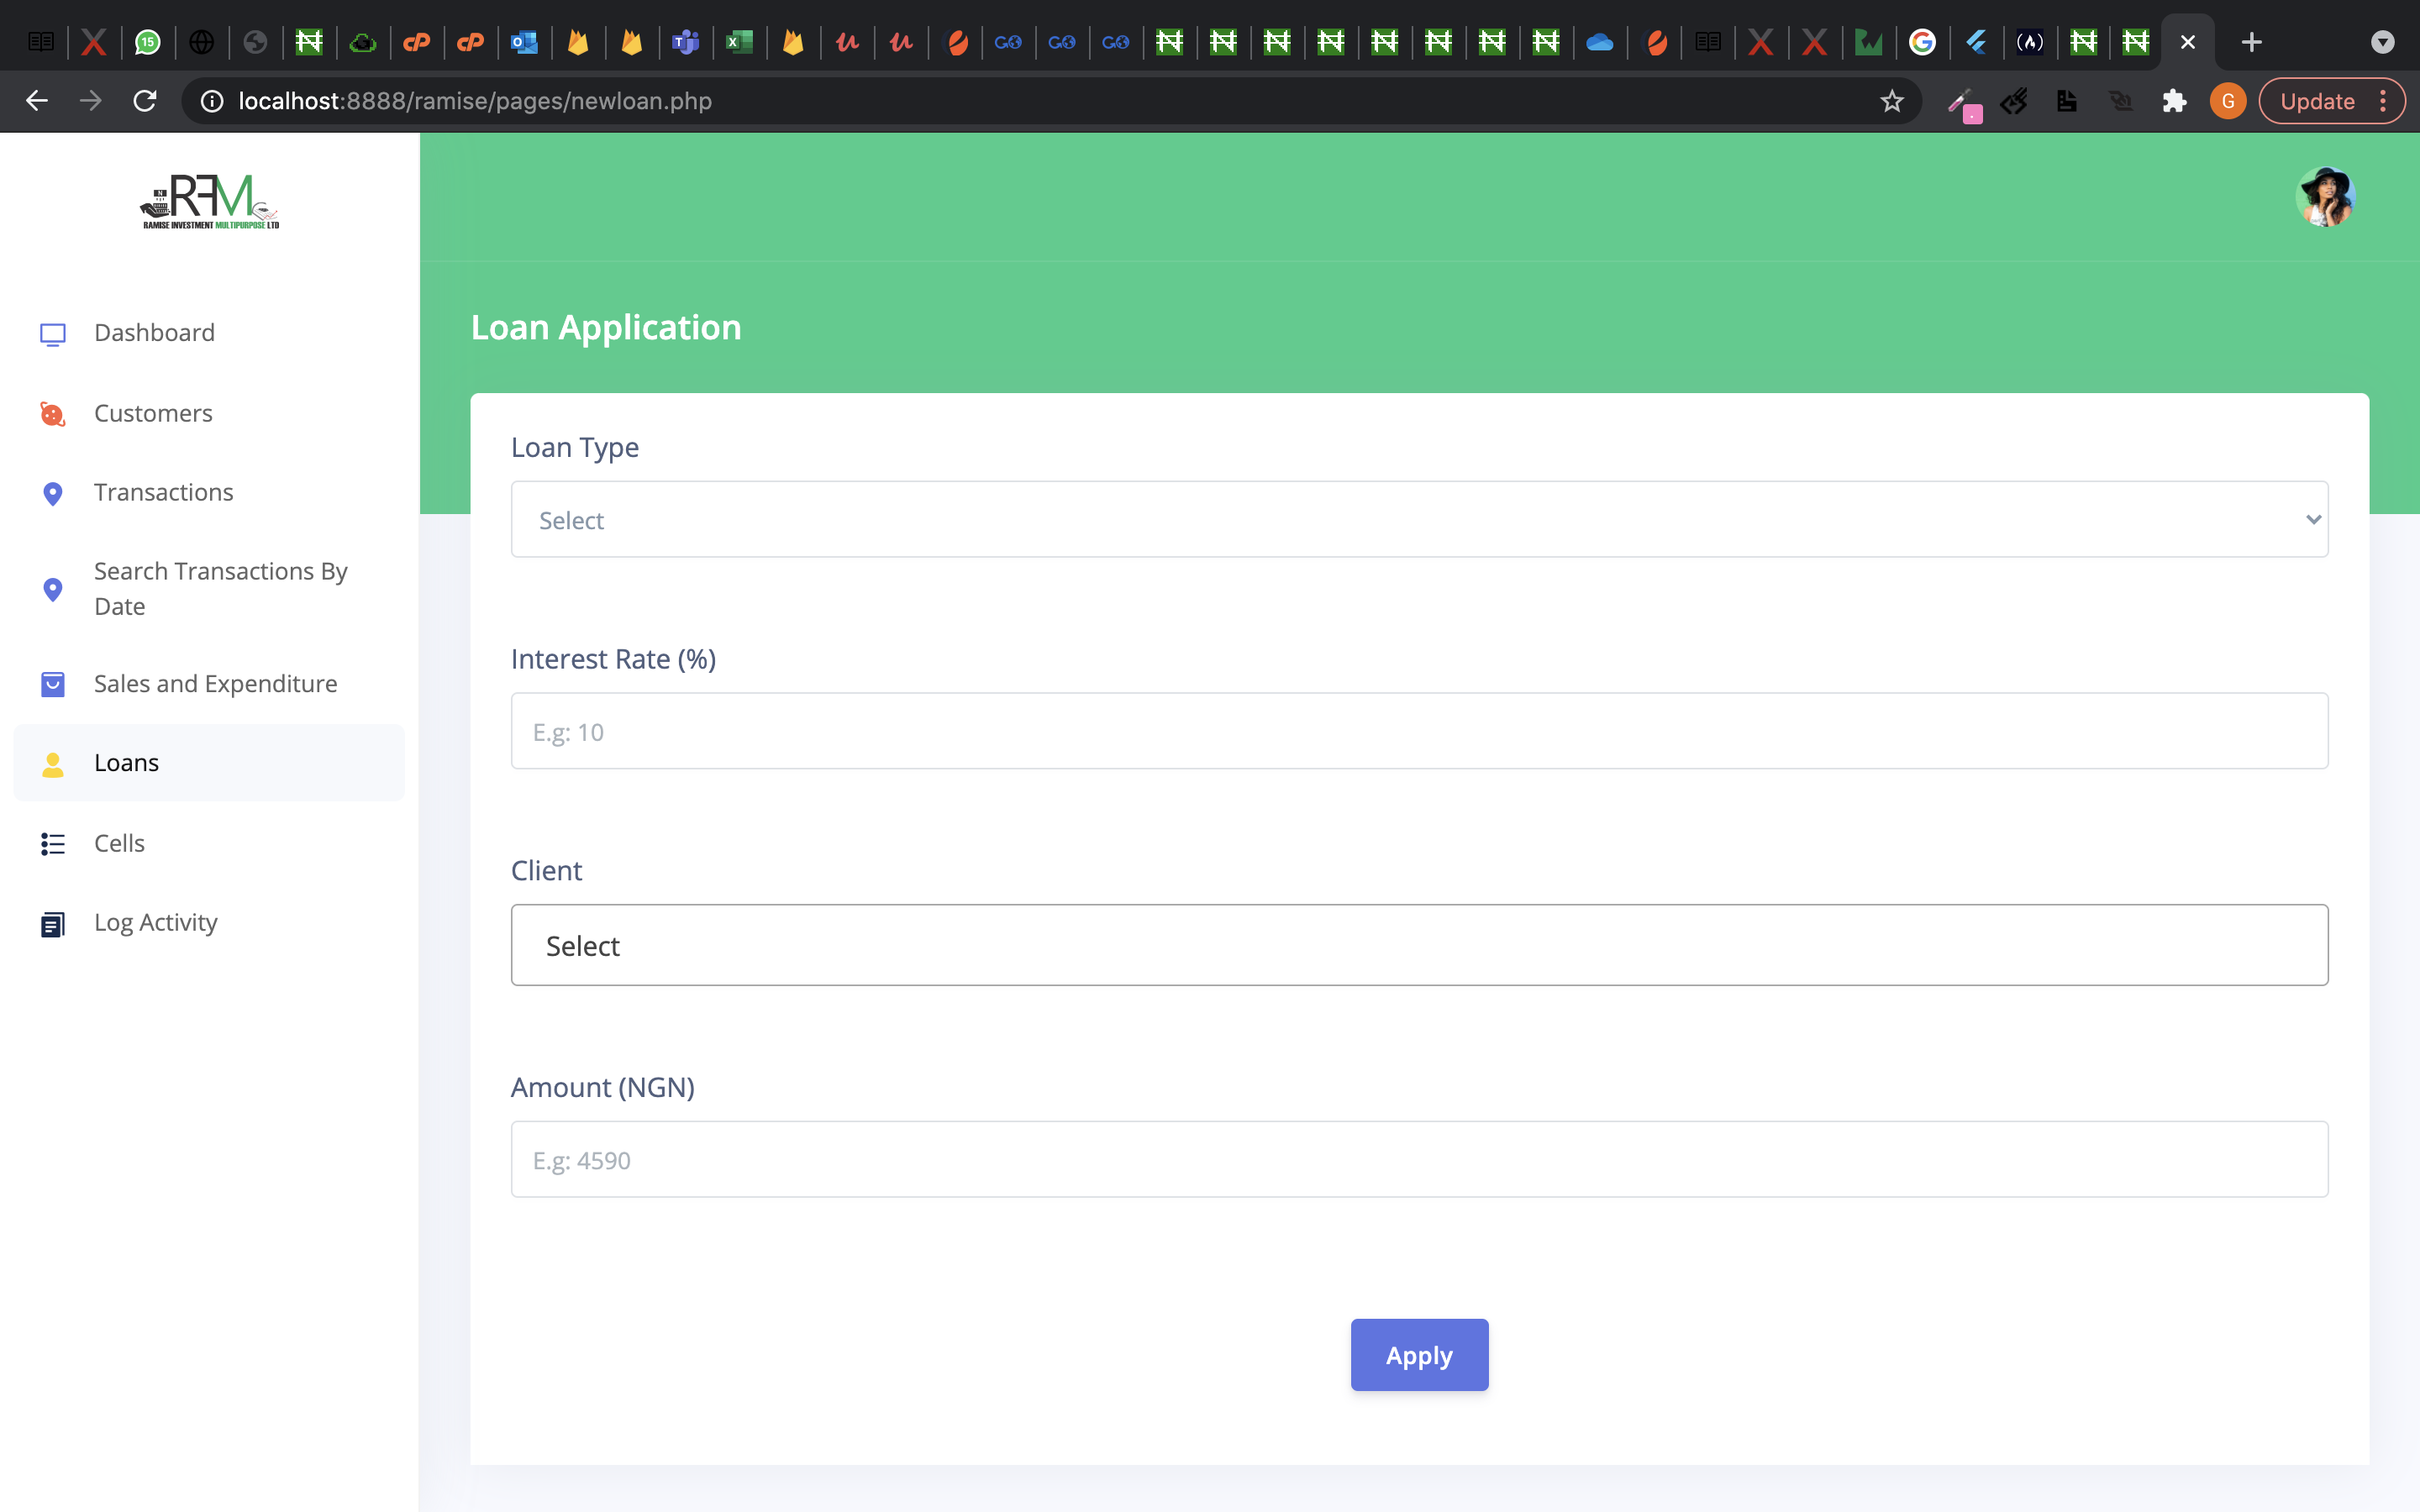 15
localhost:8888/ramise/pages/newloan.php
G
Update
RFM
RAMISE INVESTMENT MULTIPURPOSE LTD
Dashboard
Customers
Transactions
Search Transactions By
Date
Sales and Expenditure
Loans
Cells
Log Activity
Loan Application
Loan Type
Select
Interest Rate (%)
E.g: 10
Client
Select
Amount (NGN)
E.g: 4590
Apply